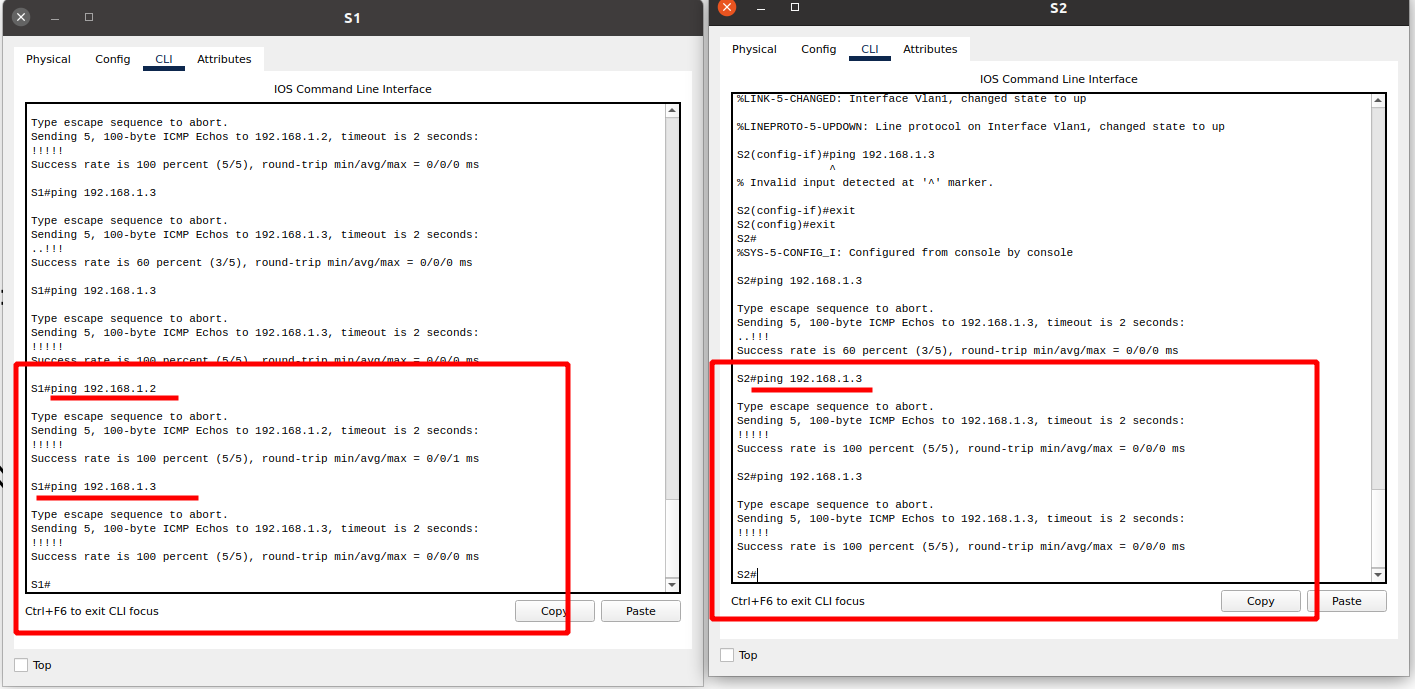 S1
Physical Config CLI Attributes
IOS Command Line Interface
Type escape sequence to abort.
Sending 5, 100-byte ICMP Echos to 192.168.1.2, timeout is 2 seconds:
!!!!!
Success rate is 100 percent (5/5), round-trip min/avg/max = 0/0/0 ms
S1#ping 192.168.1.3
Type escape sequence to abort.
Sending 5, 100-byte ICMP Echos to 192.168.1.3, timeout is 2 seconds:
..!!!
Success rate is 60 percent (3/5), round-trip min/avg/max = 0/0/0 ms
S1#ping 192.168.1.3
Type escape sequence to abort.
Sending 5, 100-byte ICMP Echos to 192.168.1.3, timeout is 2 seconds:
!!!!!
Success rate is 100 percent (5/5), round-trip min/avg/max = 0/0/0 ms
S1#ping 192.168.1.2
Type escape sequence to abort.
Sending 5, 100-byte ICMP Echos to 192.168.1.2, timeout is 2 seconds:
!!!!!
Success rate is 100 percent (5/5), round-trip min/avg/max = 0/0/1 ms
S1#ping 192.168.1.3
Type escape sequence to abort.
Sending 5, 100-byte ICMP Echos to 192.168.1.3, timeout is 2 seconds:
!!!!!
Success rate is 100 percent (5/5), round-trip min/avg/max = 0/0/0 ms
S1#
Ctrl+F6 to exit CLI focus Copy Paste
Top
S2
Physical Config CLI Attributes
IOS Command Line Interface
%LINK-5-CHANGED: Interface Vlan1, changed state to up
%LINEPROTO-5-UPDOWN: Line protocol on Interface Vlan1, changed state to up
S2(config-if)#ping 192.168.1.3
^
% Invalid input detected at '^' marker.
S2(config-if)#exit
S2(config)#exit
S2#
%SYS-5-CONFIG_I: Configured from console by console
S2#ping 192.168.1.3
Type escape sequence to abort.
Sending 5, 100-byte ICMP Echos to 192.168.1.3, timeout is 2 seconds:
..!!!
Success rate is 60 percent (3/5), round-trip min/avg/max = 0/0/0 ms
S2#ping 192.168.1.3
Type escape sequence to abort.
Sending 5, 100-byte ICMP Echos to 192.168.1.3, timeout is 2 seconds:
!!!!!
Success rate is 100 percent (5/5), round-trip min/avg/max = 0/0/0 ms
S2#ping 192.168.1.3
Type escape sequence to abort.
Sending 5, 100-byte ICMP Echos to 192.168.1.3, timeout is 2 seconds:
!!!!!
Success rate is 100 percent (5/5), round-trip min/avg/max = 0/0/0 ms
S2#
Ctrl+F6 to exit CLI focus Copy Paste
Top